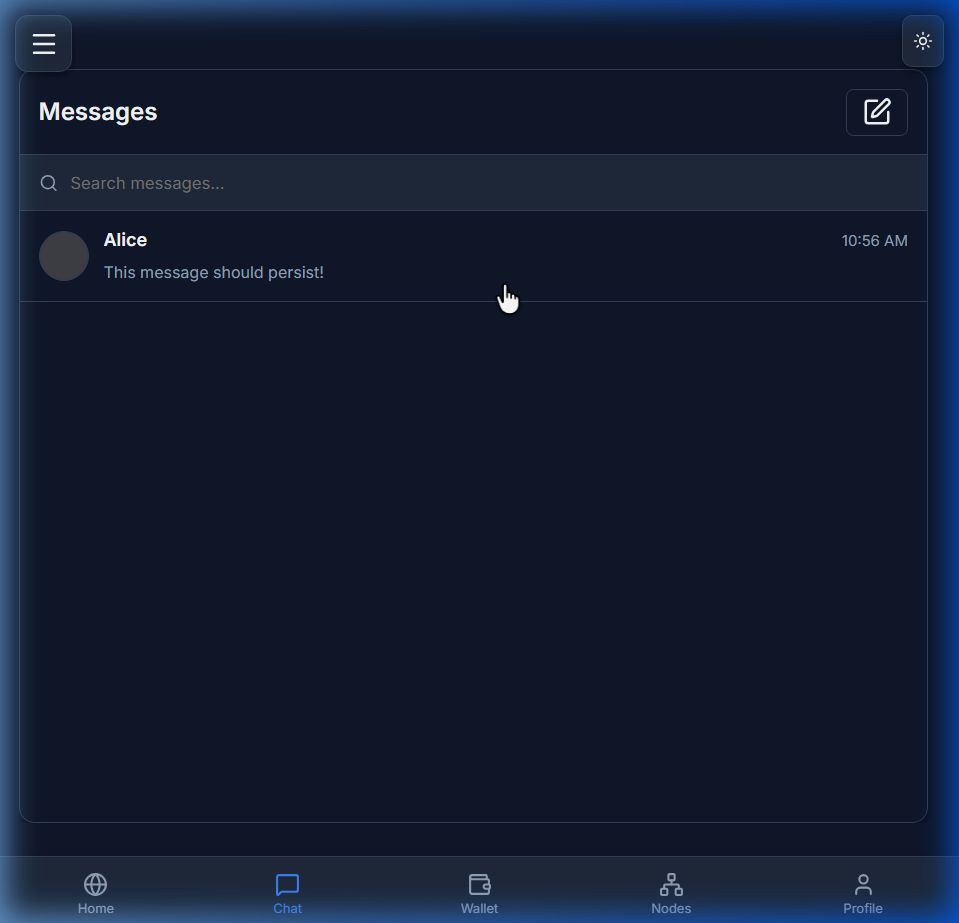 Messages
Search messages...
Alice
10:56 AM
This message should persist!
Home
Chat
Wallet
Nodes
Profile